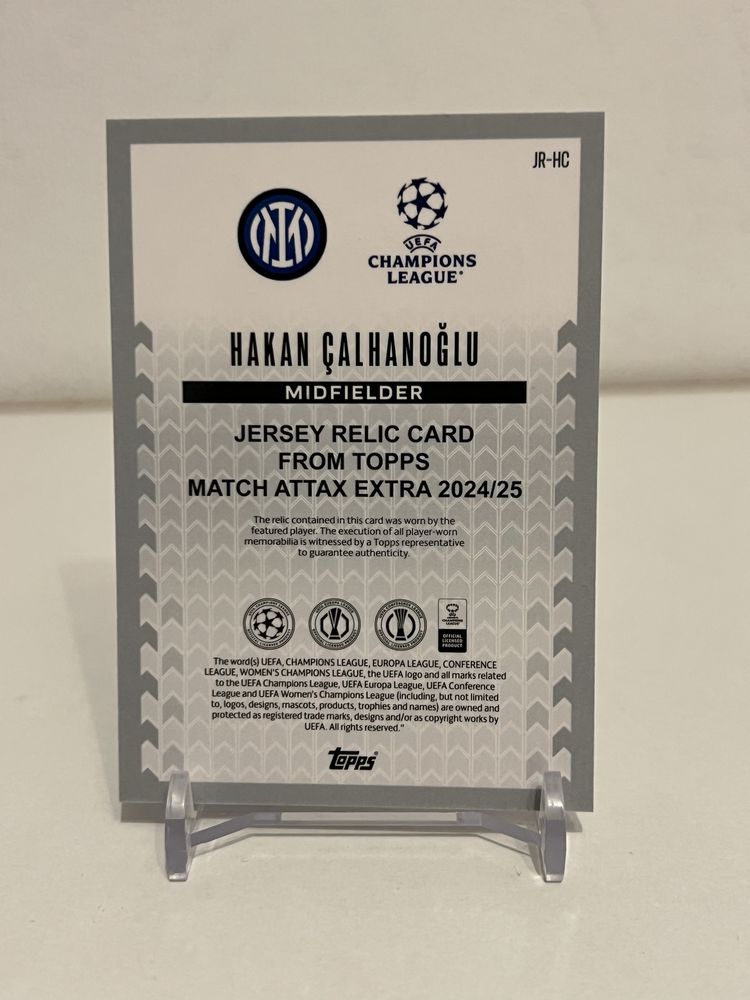 JR-HC
UEFA
CHAMPIONS
LEAGUE®
HAKAN ÇALHANOĞLU
MIDFIELDER
JERSEY RELIC CARD
FROM TOPPS
MATCH ATTAX EXTRA 2024/25
The relic contained in this card was worn by the
featured player. The execution of all player-worn
memorabilia is witnessed by a Topps representative
to guarantee authenticity.
OFFICIAL
LICENSED
PRODUCT
The word(s) UEFA, CHAMPIONS LEAGUE, EUROPA LEAGUE, CONFERENCE
LEAGUE, WOMEN'S CHAMPIONS LEAGUE, the UEFA logo and all marks related
to the UEFA Champions League, UEFA Europa League, UEFA Conference
League and UEFA Women's Champions League (including, but not limited
to, logos, designs, mascots, products, trophies and names) are owned and
protected as registered trade marks, designs and/or as copyright works by
UEFA. All rights reserved."
topps®